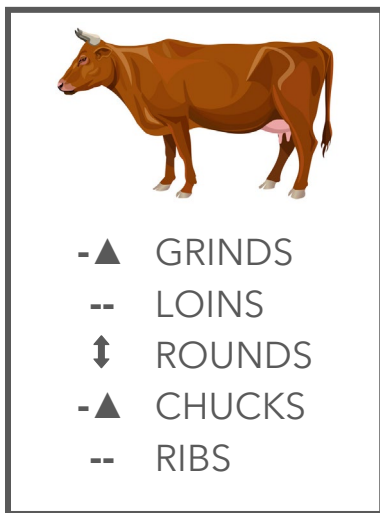 -▲ GRINDS
-- LOINS
⬍ ROUNDS
-▲ CHUCKS
-- RIBS